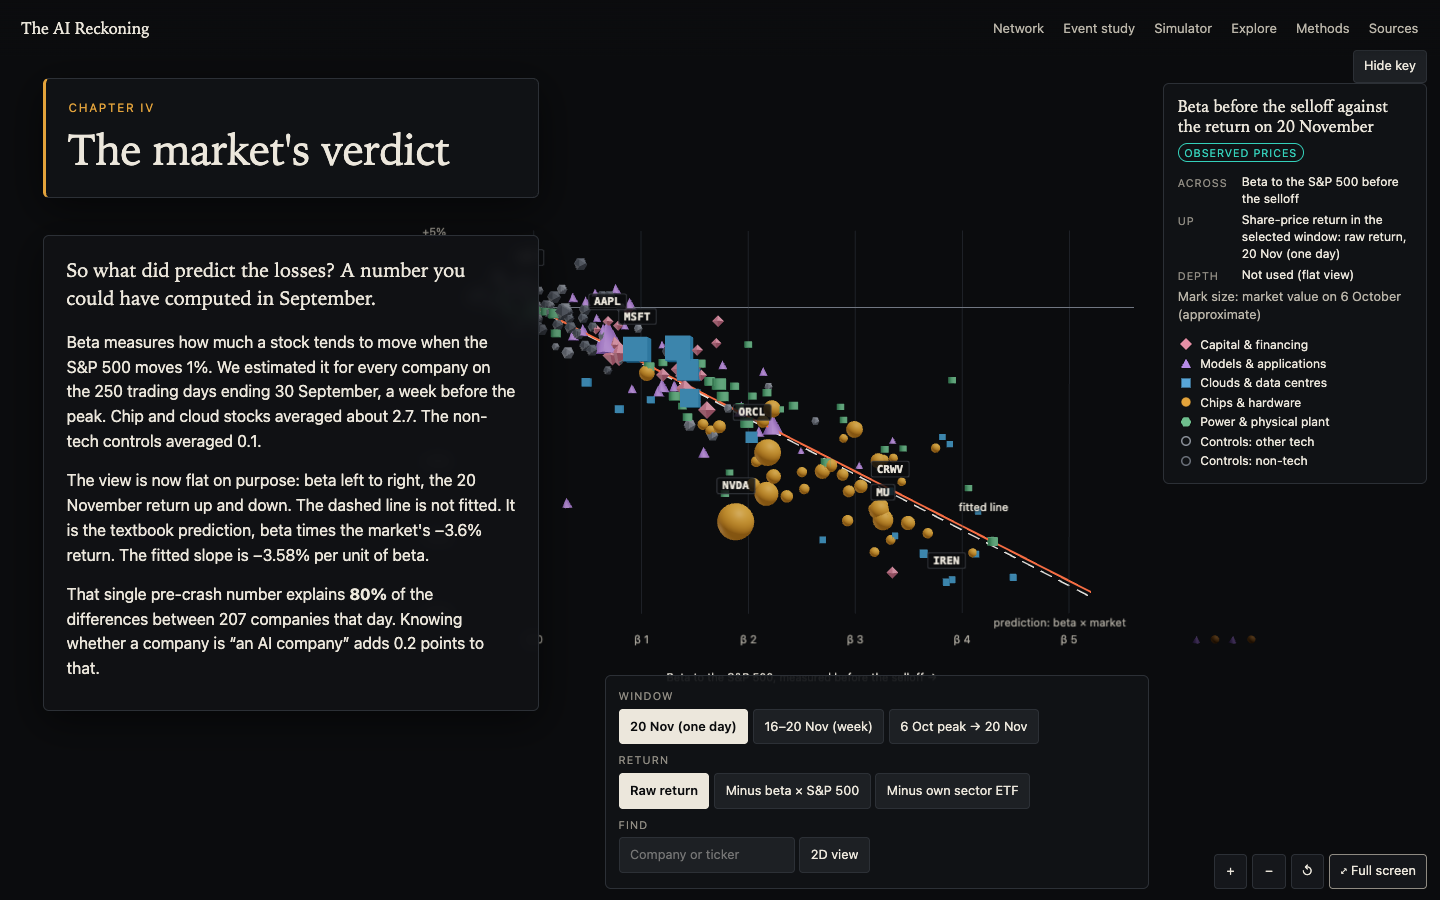 The AI Reckoning
Network Event study Simulator Explore Methods Sources
Hide key
CHAPTER IV
The market's verdict
So what did predict the losses? A number you
could have computed in September.
Beta measures how much a stock tends to move when the
S&P 500 moves 1%. We estimated it for every company on
the 250 trading days ending 30 September, a week before the
peak. Chip and cloud stocks averaged about 2.7. The non-
tech controls averaged 0.1.
The view is now flat on purpose: beta left to right, the 20
November return up and down. The dashed line is not fitted. It
is the textbook prediction, beta times the market's −3.6%
return. The fitted slope is −3.58% per unit of beta.
That single pre-crash number explains 80% of the
differences between 207 companies that day. Knowing
whether a company is “an AI company” adds 0.2 points to
that.
+5%
AAPL
MSFT
ORCL
NVDA
CRWV
MU
fitted line
IREN
prediction: beta × market
0 β 1 β 2 β 3 β 4 β 5
Beta to the S&P 500, measured before the selloff →
Beta before the selloff against
the return on 20 November
OBSERVED PRICES
ACROSS Beta to the S&P 500 before
the selloff
UP Share-price return in the
selected window: raw return,
20 Nov (one day)
DEPTH Not used (flat view)
Mark size: market value on 6 October
(approximate)
Capital & financing
Models & applications
Clouds & data centres
Chips & hardware
Power & physical plant
Controls: other tech
Controls: non-tech
WINDOW
20 Nov (one day) 16–20 Nov (week) 6 Oct peak → 20 Nov
RETURN
Raw return Minus beta × S&P 500 Minus own sector ETF
FIND
Company or ticker 2D view
+ − ↺ ⤢ Full screen